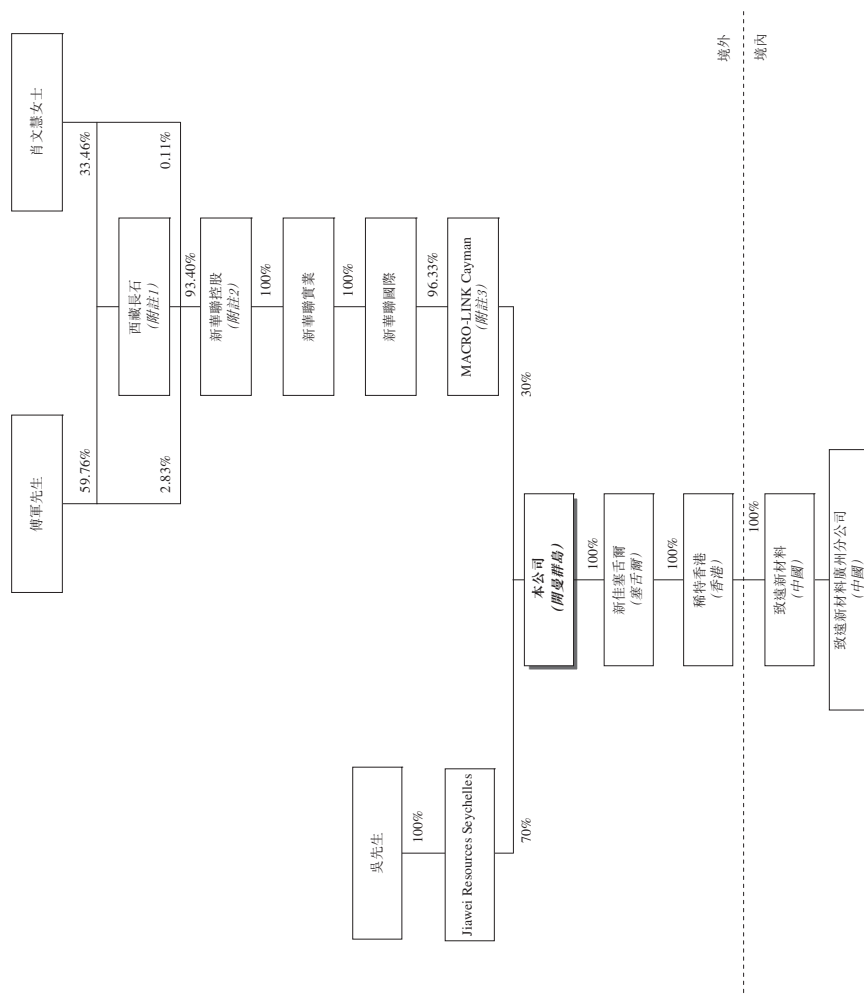 傅軍先生
肖文慧女士
59.76%
33.46%
西藏長石
(附註1)
2.83%
0.11%
93.40%
新華聯控股
(附註2)
100%
新華聯實業
100%
新華聯國際
96.33%
吳先生
100%
Jiawei Resources Seychelles
MACRO-LINK Cayman
(附註3)
70%
30%
本公司
(開曼群島)
100%
新佳塞舌爾
(塞舌爾)
100%
稀特香港
(香港)
境外
100%
境內
致遠新材料
(中國)
致遠新材料廣州分公司
(中國)